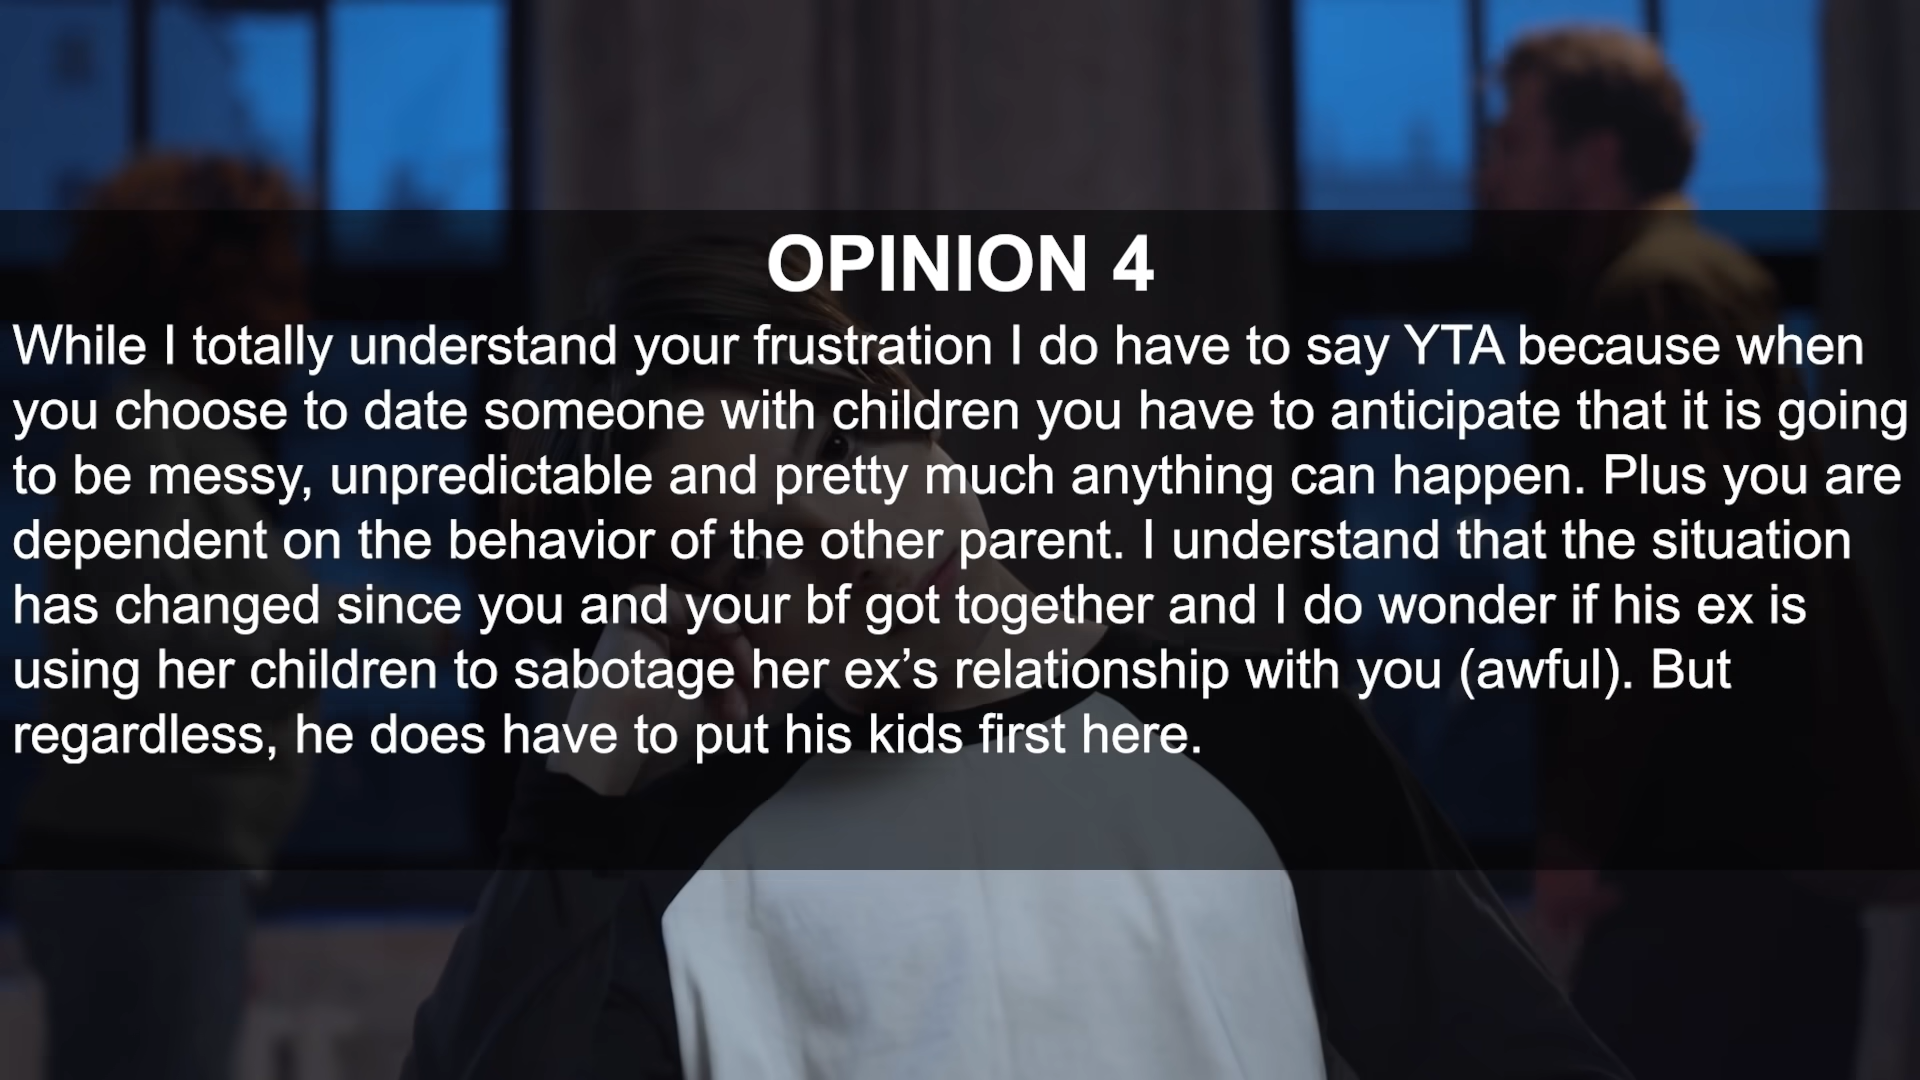 OPINION 4
While I totally understand your frustration I do have to say YTA because when
you choose to date someone with children you have to anticipate that it is going
to be messy, unpredictable and pretty much anything can happen. Plus you are
dependent on the behavior of the other parent. I understand that the situation
has changed since you and your bf got together and I do wonder if his ex is
using her children to sabotage her ex’s relationship with you (awful). But
regardless, he does have to put his kids first here.